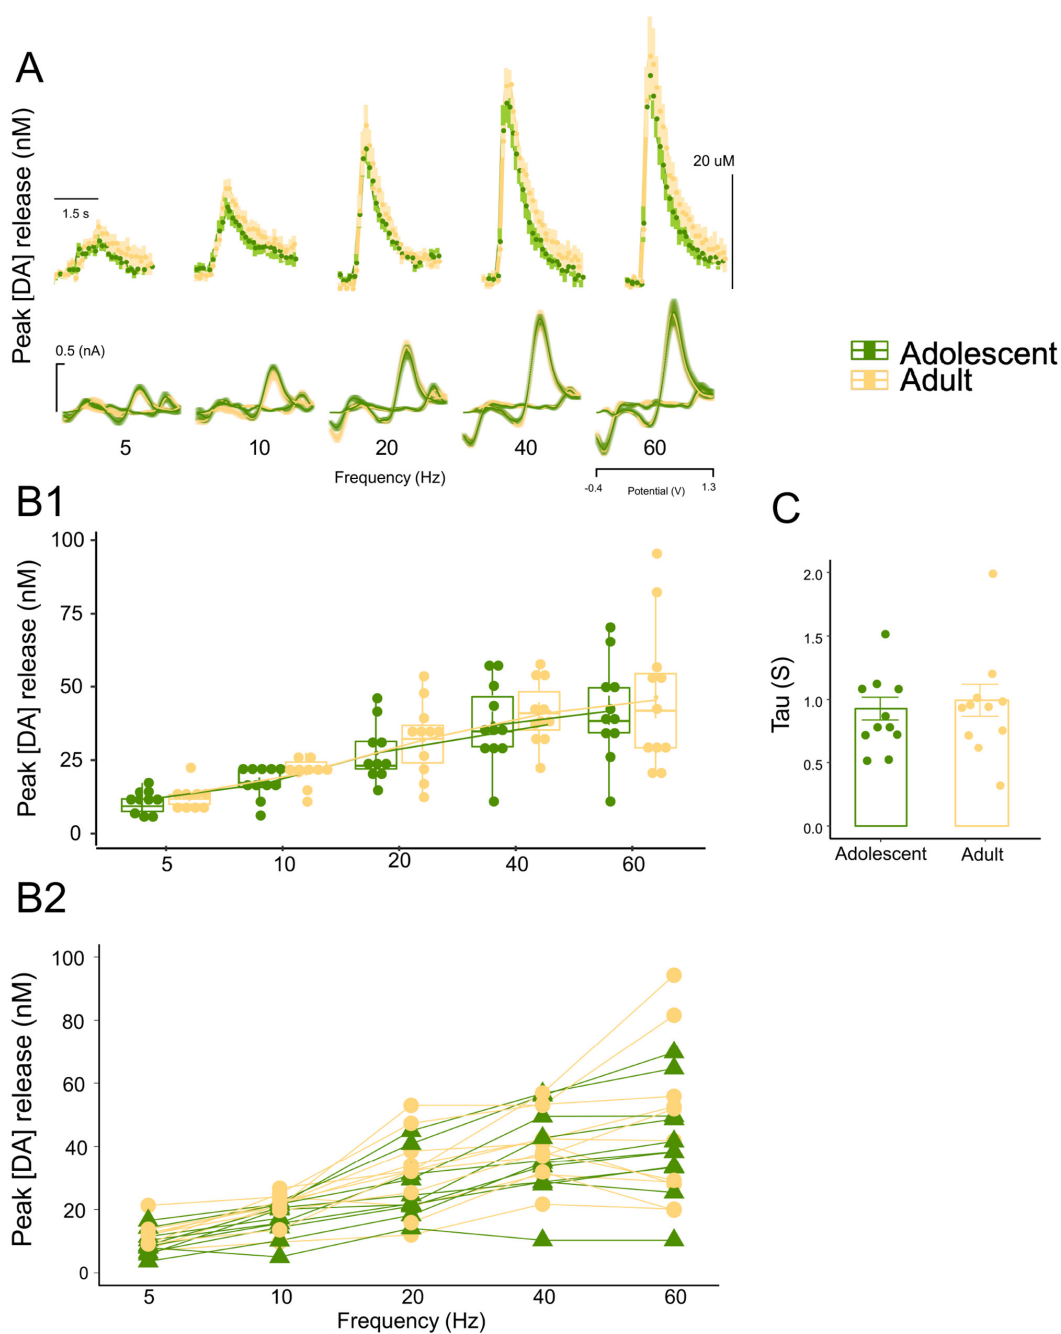 A
Peak [DA] release (nM)
1.5 s
20 uM
0.5 (nA)
5 10 20 40 60
Frequency (Hz)
-0.4 Potential (V) 1.3
Adolescent
Adult
B1
Peak [DA] release (nM)
100
75
50
25
0
5 10 20 40 60
C
Tau (S)
2.0
1.5
1.0
0.5
0.0
Adolescent Adult
B2
Peak [DA] release (nM)
100
80
60
40
20
0
5 10 20 40 60
Frequency (Hz)